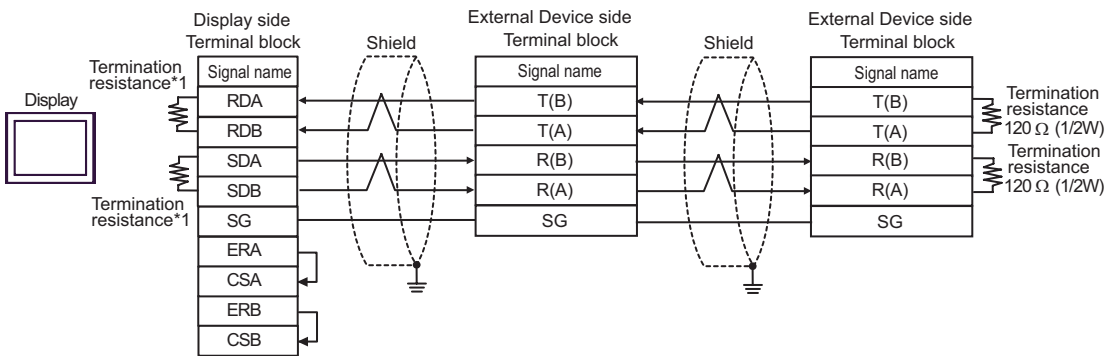 Display side
Terminal block
Shield
External Device side
Terminal block
Shield
External Device side
Terminal block
Termination
resistance*1
Display
Termination
resistance*1
Signal name
RDA
RDB
SDA
SDB
SG
ERA
CSA
ERB
CSB
Signal name
T(B)
T(A)
R(B)
R(A)
SG
Signal name
T(B)
T(A)
R(B)
R(A)
SG
Termination
resistance
120 Ω (1/2W)
Termination
resistance
120 Ω (1/2W)